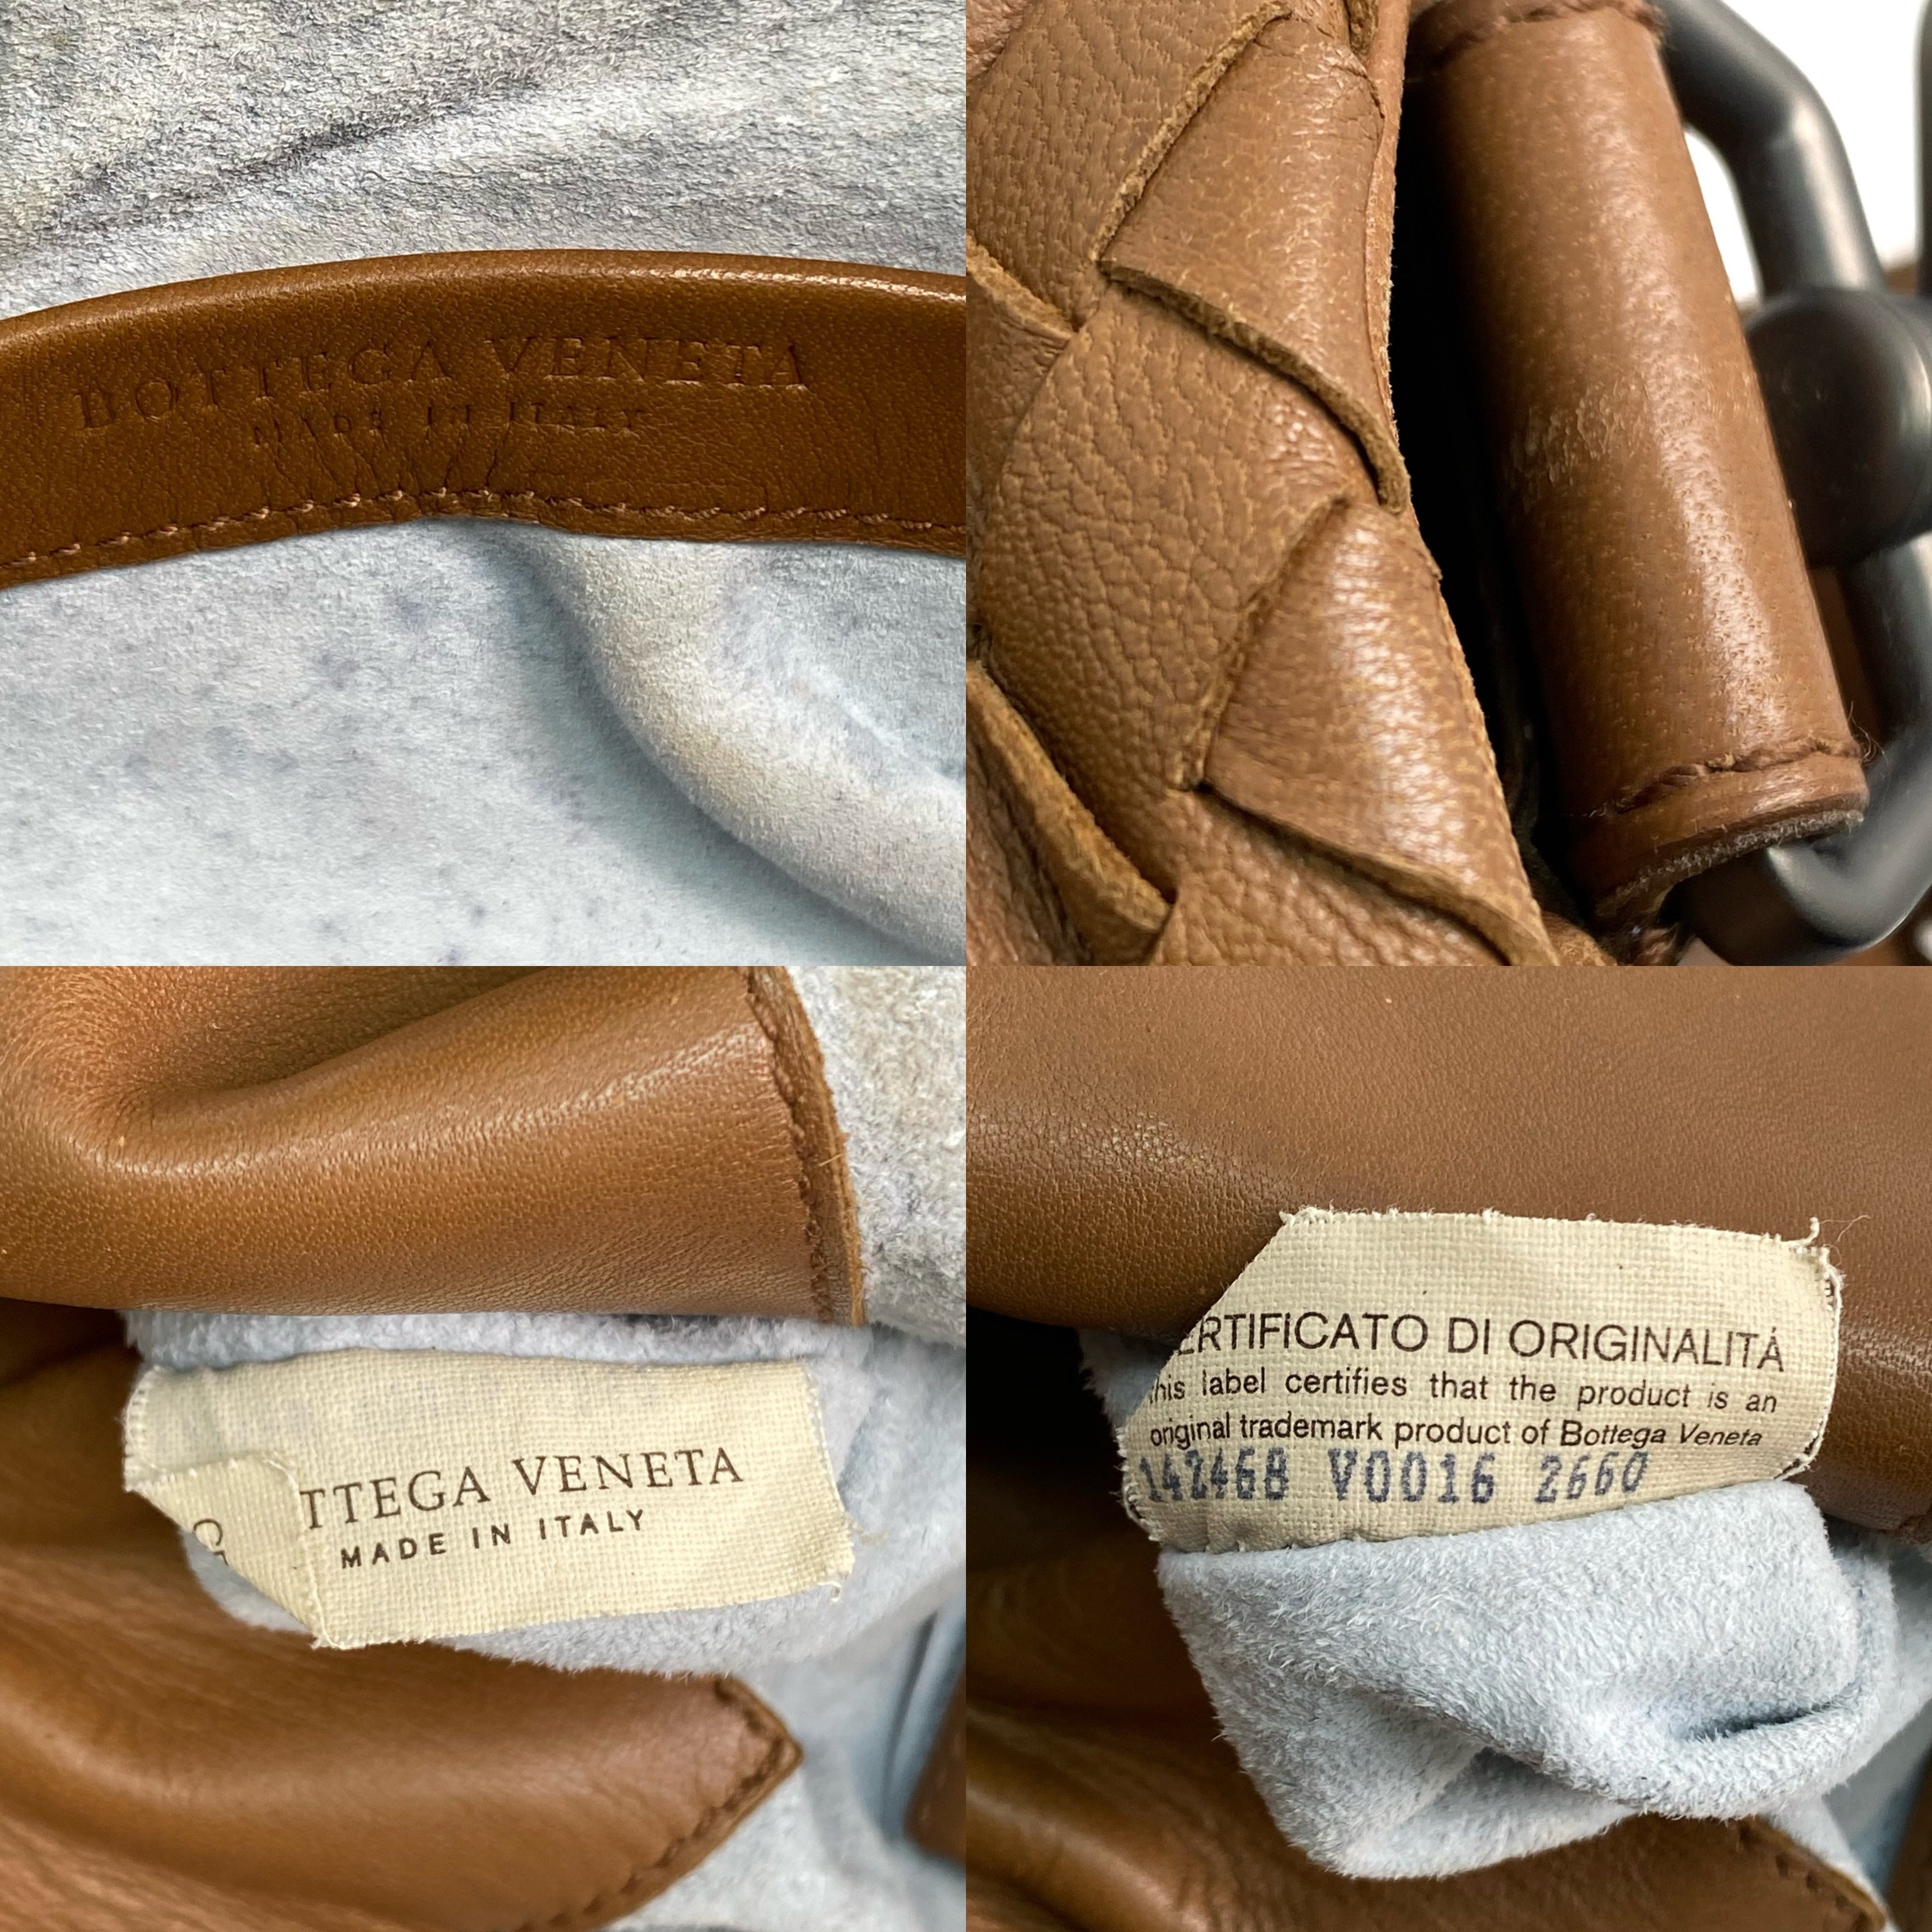 BOTTEGA VENETA
MADE IN ITALY
TTEGA VENETA
MADE IN ITALY
G
ERTIFICATO DI ORIGINALITÁ
his label certifies that the product is an
original trademark product of Bottega Veneta
142468 V0016 2660